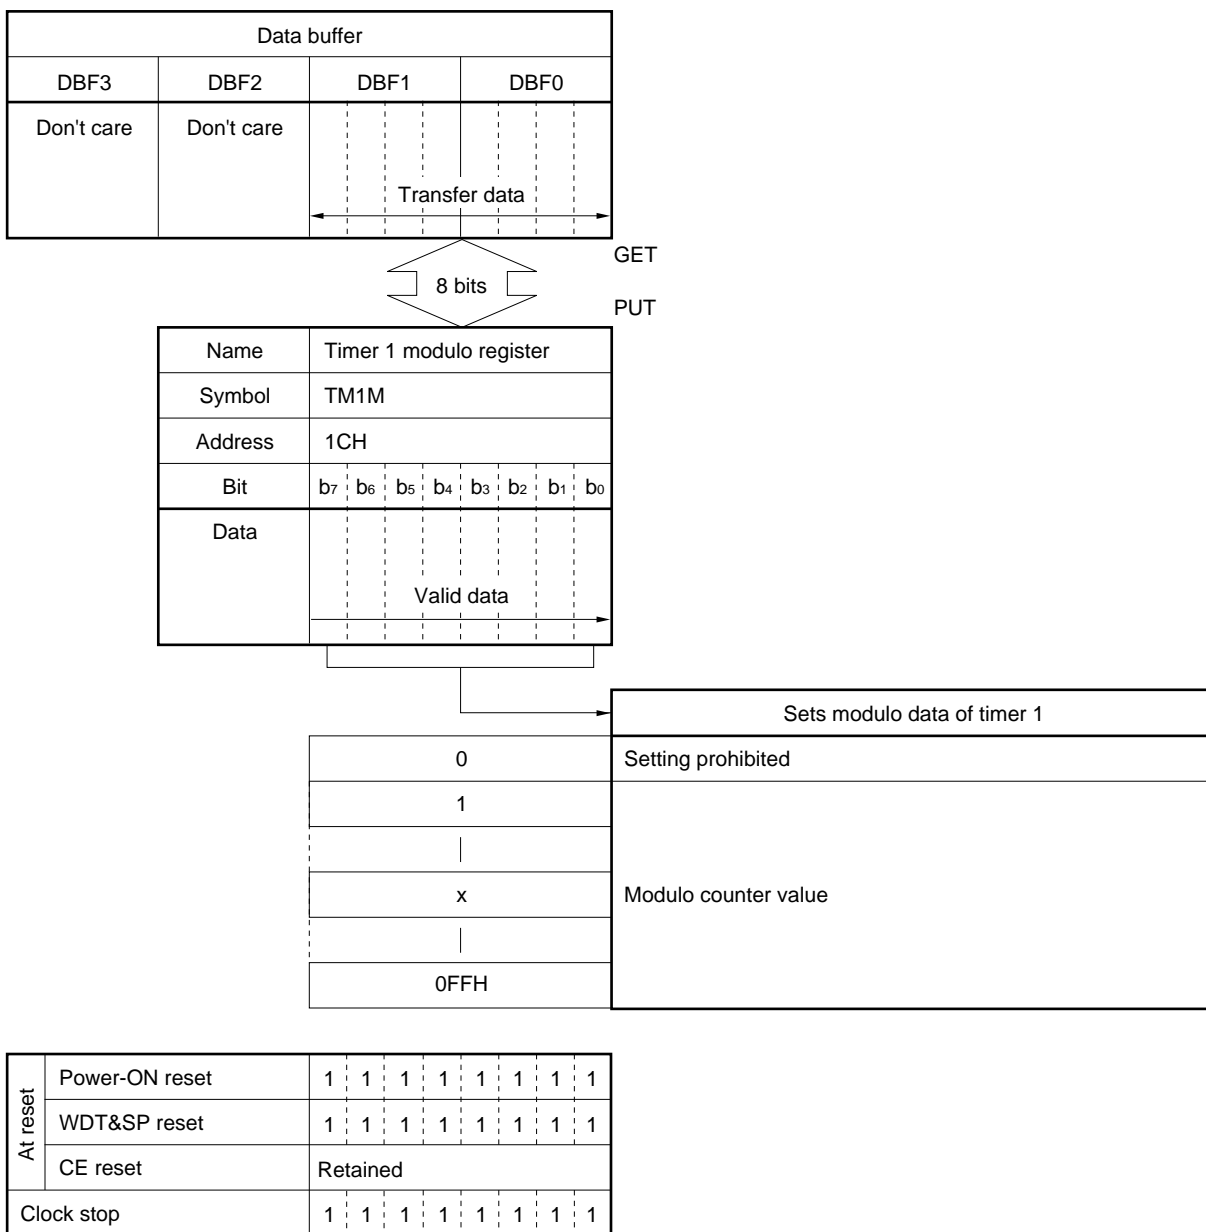 Data buffer
DBF3 DBF2 DBF1 DBF0
Don't care Don't care
Transfer data
GET
8 bits
PUT
Name Timer 1 modulo register
Symbol TM1M
Address 1CH
Bit b7 b6 b5 b4 b3 b2 b1 b0
Data
Valid data
Sets modulo data of timer 1
0 Setting prohibited
1
x Modulo counter value
0FFH
At reset
Power-ON reset 1 1 1 1 1 1 1 1
WDT&SP reset 1 1 1 1 1 1 1 1
CE reset Retained
Clock stop 1 1 1 1 1 1 1 1